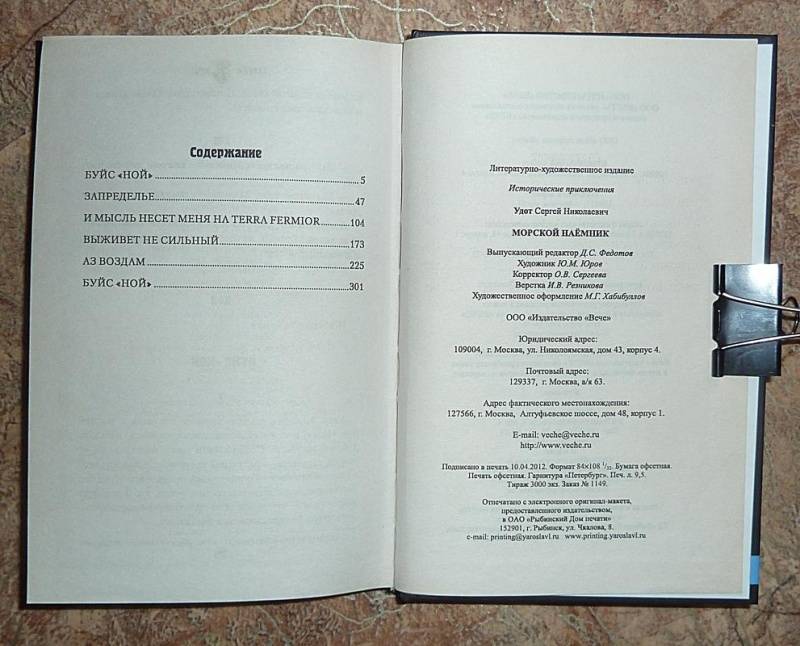 Содержание
БУЙС «НОЙ» 5
ЗАПРЕДЕЛЬЕ 47
И МЫСЛЬ НЕСЕТ МЕНЯ НА TERRA FERMIOR 104
ВЫЖИВЕТ НЕ СИЛЬНЫЙ 173
АЗ ВОЗДАМ 225
БУЙС «НОЙ» 301
Литературно-художественное издание
Исторические приключения
Удот Сергей Николаевич
МОРСКОЙ НАЁМНИК
Выпускающий редактор Д.С. Федотов
Художник Ю.М. Юров
Корректор О.В. Сергеева
Верстка И.В. Резникова
Художественное оформление М.Г. Хабибуллов
ООО «Издательство «Вече»
Юридический адрес:
109004, г. Москва, ул. Николоямская, дом 43, корпус 4.
Почтовый адрес:
129337, г. Москва, а/я 63.
Адрес фактического местонахождения:
127566, г. Москва, Алтуфьевское шоссе, дом 48, корпус 1.
E-mail: veche@veche.ru
http://www.veche.ru
Подписано в печать 10.04.2012. Формат 84×108 1/32. Бумага офсетная.
Печать офсетная. Гарнитура «Петербург». Печ. л. 9,5.
Тираж 3000 экз. Заказ № 1149.
Отпечатано с электронного оригинал-макета,
предоставленного издательством,
в ОАО «Рыбинский Дом печати»
152901, г. Рыбинск, ул. Чкалова, 8.
e-mail: printing@yaroslavl.ru www.printing.yaroslavl.ru